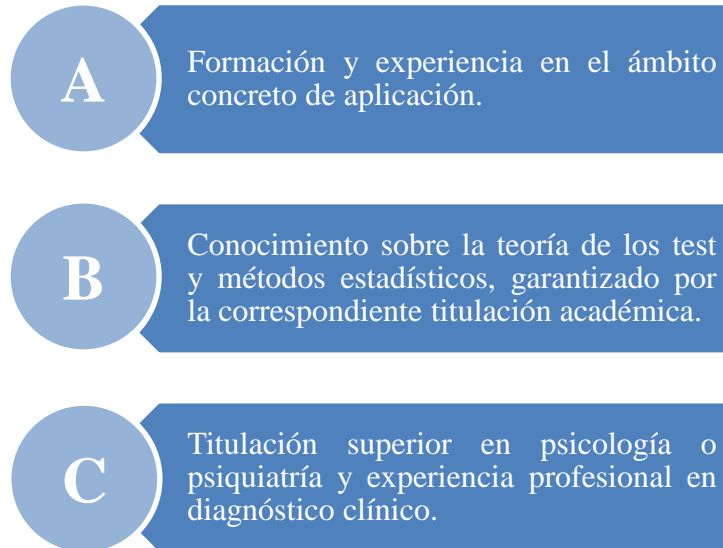 A
Formación y experiencia en el ámbito
concreto de aplicación.
B
Conocimiento sobre la teoría de los test
y métodos estadísticos, garantizado por
la correspondiente titulación académica.
C
Titulación superior en psicología o
psiquiatría y experiencia profesional en
diagnóstico clínico.